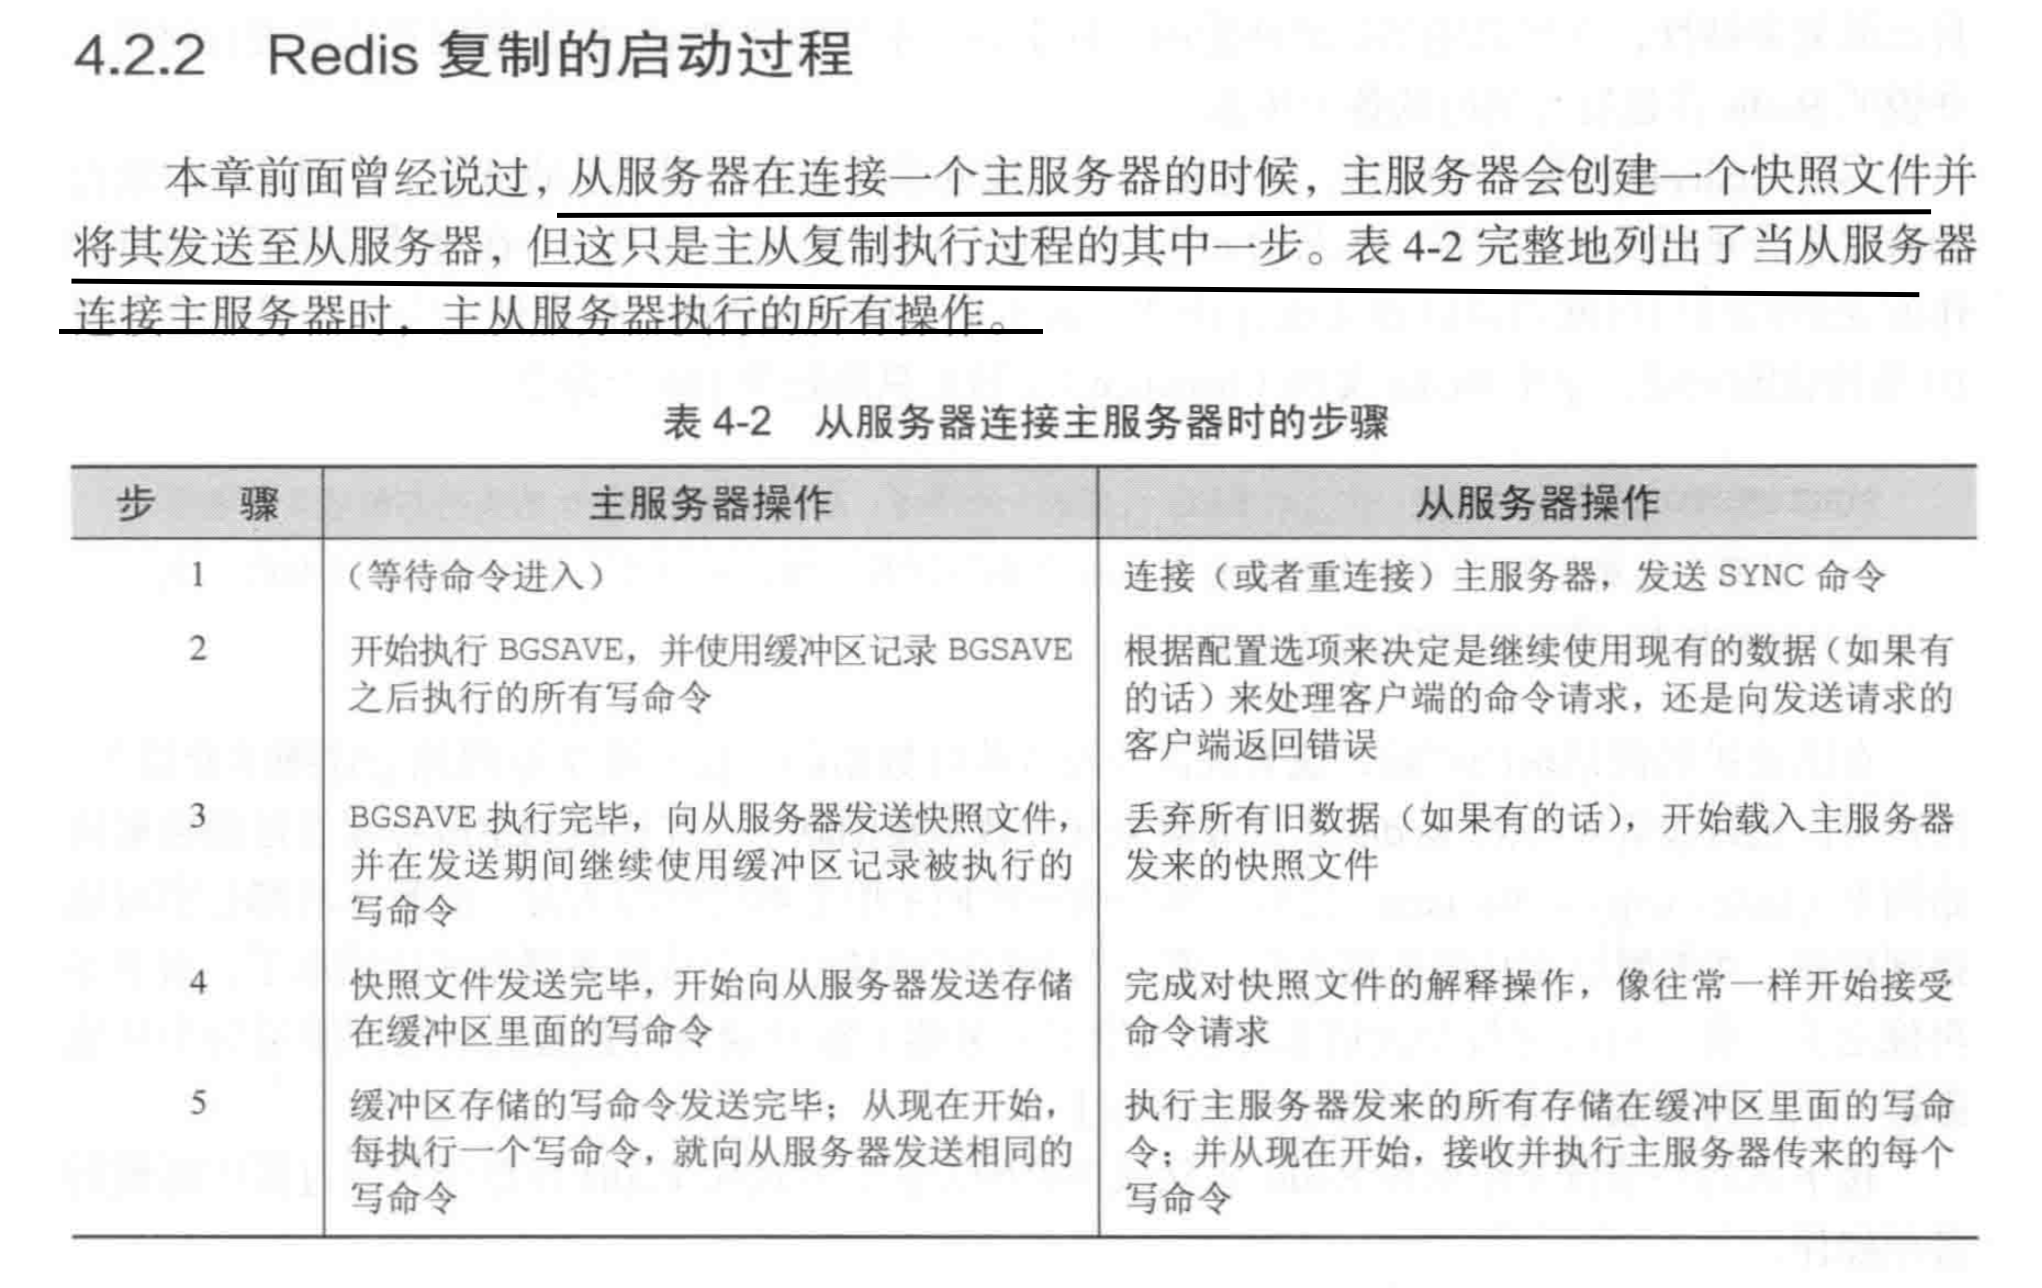 4.2.2 Redis 复制的启动过程
本章前面曾经说过，从服务器在连接一个主服务器的时候，主服务器会创建一个快照文件并
将其发送至从服务器，但这只是主从复制执行过程的其中一步。表 4-2 完整地列出了当从服务器
连接主服务器时，主从服务器执行的所有操作。
表 4-2 从服务器连接主服务器时的步骤
步 骤 主服务器操作 从服务器操作
1 （等待命令进入） 连接（或者重连接）主服务器，发送 SYNC 命令
2 开始执行 BGSAVE，并使用缓冲区记录 BGSAVE
之后执行的所有写命令
根据配置选项来决定是继续使用现有的数据（如果有
的话）来处理客户端的命令请求，还是向发送请求的
客户端返回错误
3 BGSAVE 执行完毕，向从服务器发送快照文件，
并在发送期间继续使用缓冲区记录被执行的
写命令
丢弃所有旧数据（如果有的话），开始载入主服务器
发来的快照文件
4 快照文件发送完毕，开始向从服务器发送存储
在缓冲区里面的写命令
完成对快照文件的解释操作，像往常一样开始接受
命令请求
5 缓冲区存储的写命令发送完毕；从现在开始，
每执行一个写命令，就向从服务器发送相同的
写命令
执行主服务器发来的所有存储在缓冲区里面的写命
令；并从现在开始，接收并执行主服务器传来的每个
写命令